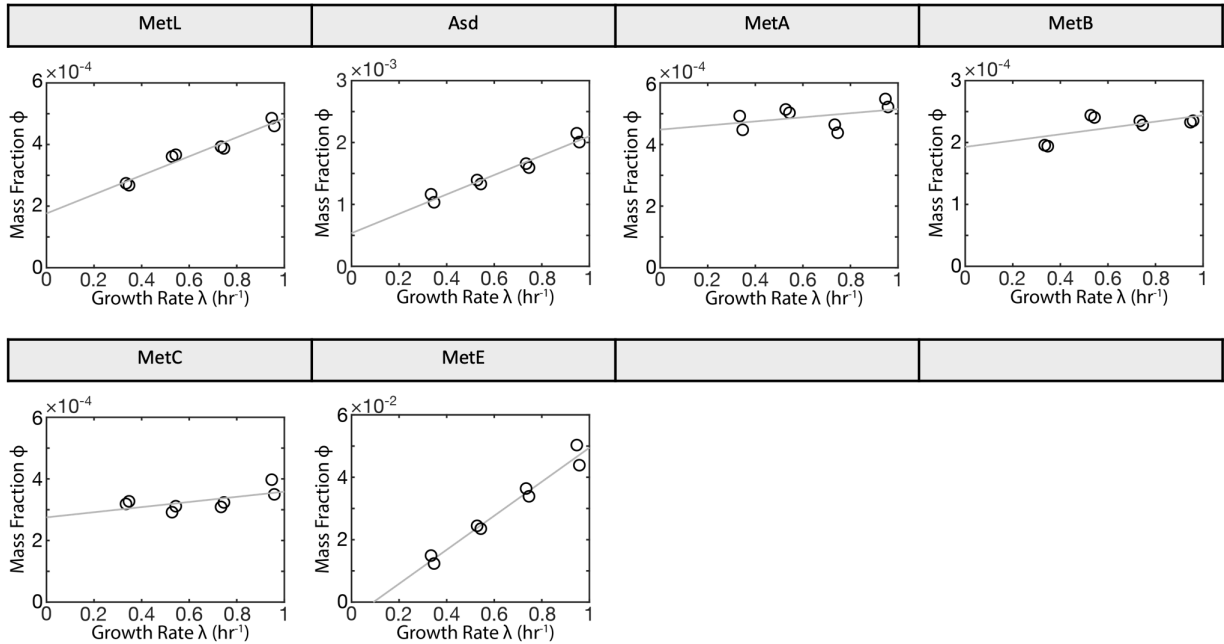 MetL Asd MetA MetB
×10⁻⁴ ×10⁻³ ×10⁻⁴ ×10⁻⁴
6 3 6 3
4 2 4 2
2 1 2 1
0 0 0 0
Mass Fraction ϕ Mass Fraction ϕ Mass Fraction ϕ Mass Fraction ϕ
0 0.2 0.4 0.6 0.8 1 0 0.2 0.4 0.6 0.8 1 0 0.2 0.4 0.6 0.8 1 0 0.2 0.4 0.6 0.8 1
Growth Rate λ (hr⁻¹) Growth Rate λ (hr⁻¹) Growth Rate λ (hr⁻¹) Growth Rate λ (hr⁻¹)
MetC MetE
×10⁻⁴ ×10⁻²
6 6
4 4
2 2
0 0
Mass Fraction ϕ Mass Fraction ϕ
0 0.2 0.4 0.6 0.8 1 0 0.2 0.4 0.6 0.8 1
Growth Rate λ (hr⁻¹) Growth Rate λ (hr⁻¹)